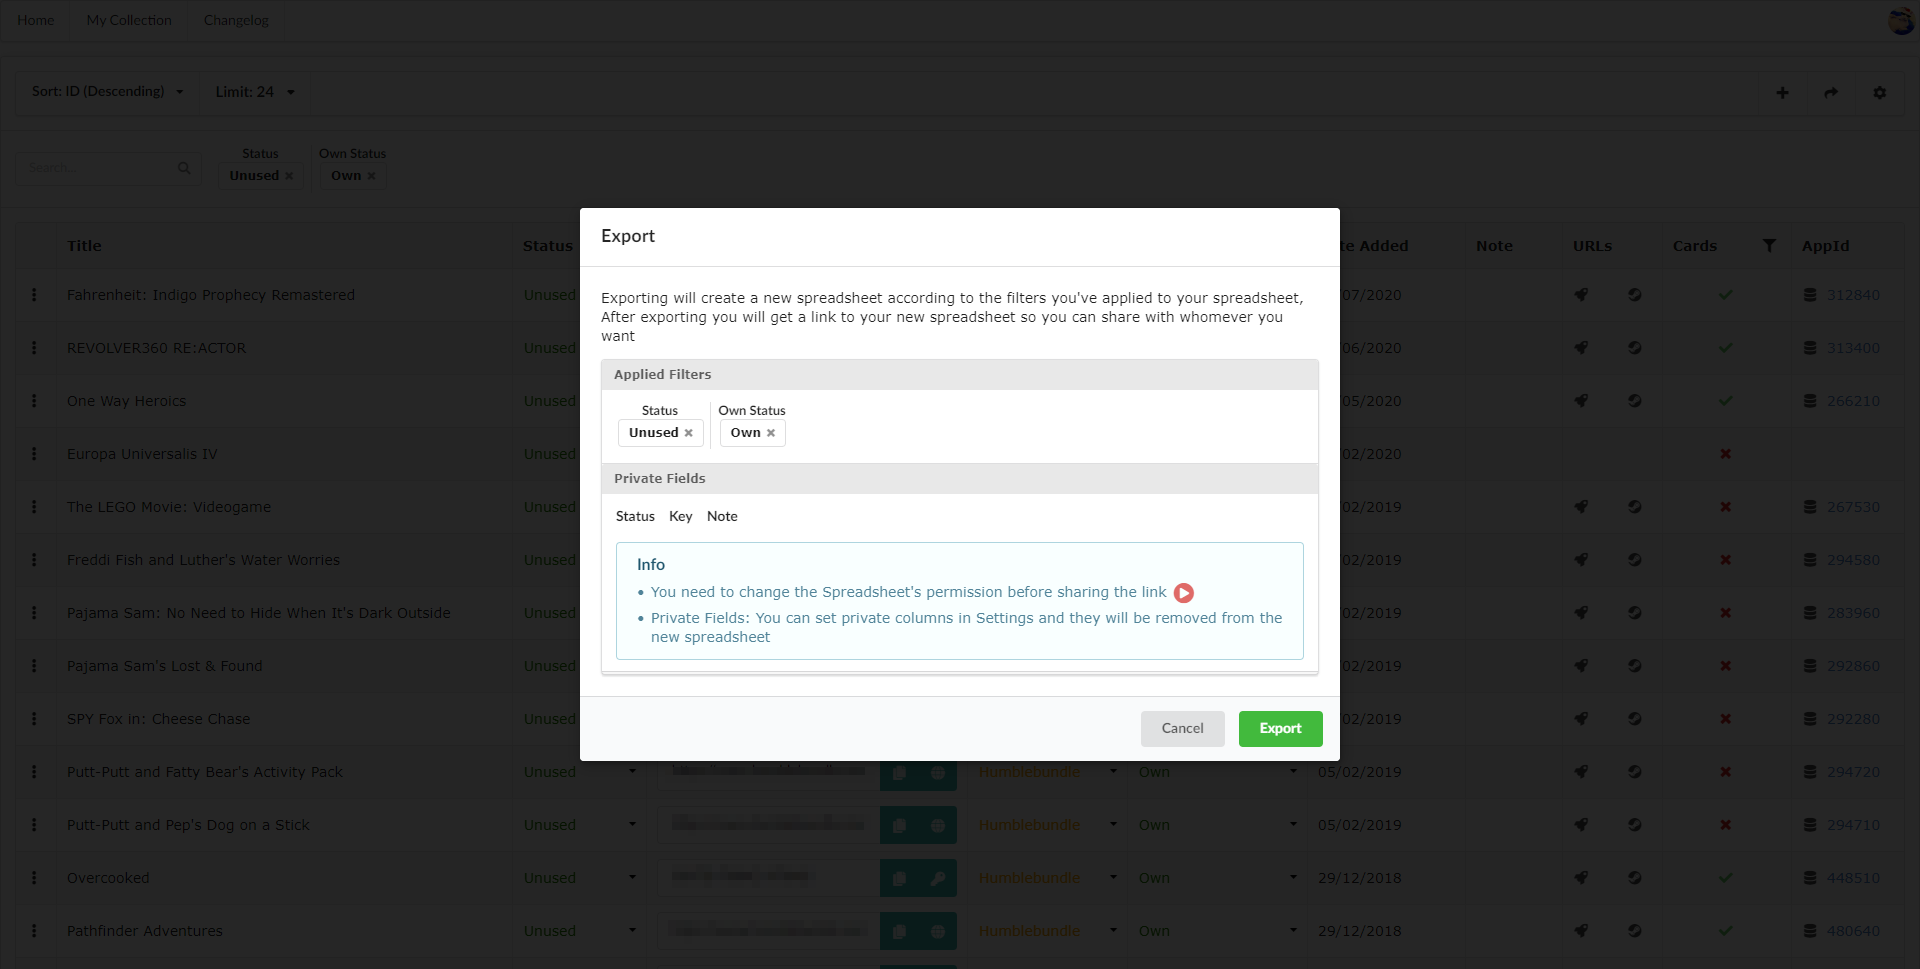 Home My Collection Changelog
Sort: ID (Descending) Limit: 24
Search...
Status Own Status
Unused Own
Title Status te Added Note URLs Cards AppId
Fahrenheit: Indigo Prophecy Remastered Unused 07/2020 312840
REVOLVER360 RE:ACTOR Unused 06/2020 313400
One Way Heroics Unused 05/2020 266210
Europa Universalis IV Unused 02/2020
The LEGO Movie: Videogame Unused 02/2019 267530
Freddi Fish and Luther's Water Worries Unused 02/2019 294580
Pajama Sam: No Need to Hide When It's Dark Outside Unused 02/2019 283960
Pajama Sam's Lost & Found Unused 02/2019 292860
SPY Fox in: Cheese Chase Unused 02/2019 292280
Putt-Putt and Fatty Bear's Activity Pack Unused Humblebundle Own 05/02/2019 294720
Putt-Putt and Pep's Dog on a Stick Unused Humblebundle Own 05/02/2019 294710
Overcooked Unused Humblebundle Own 29/12/2018 448510
Pathfinder Adventures Unused Humblebundle Own 29/12/2018 480640
Export
Exporting will create a new spreadsheet according to the filters you've applied to your spreadsheet,
After exporting you will get a link to your new spreadsheet so you can share with whomever you
want
Applied Filters
Status Own Status
Unused Own
Private Fields
Status Key Note
Info
• You need to change the Spreadsheet's permission before sharing the link
• Private Fields: You can set private columns in Settings and they will be removed from the
new spreadsheet
Cancel Export